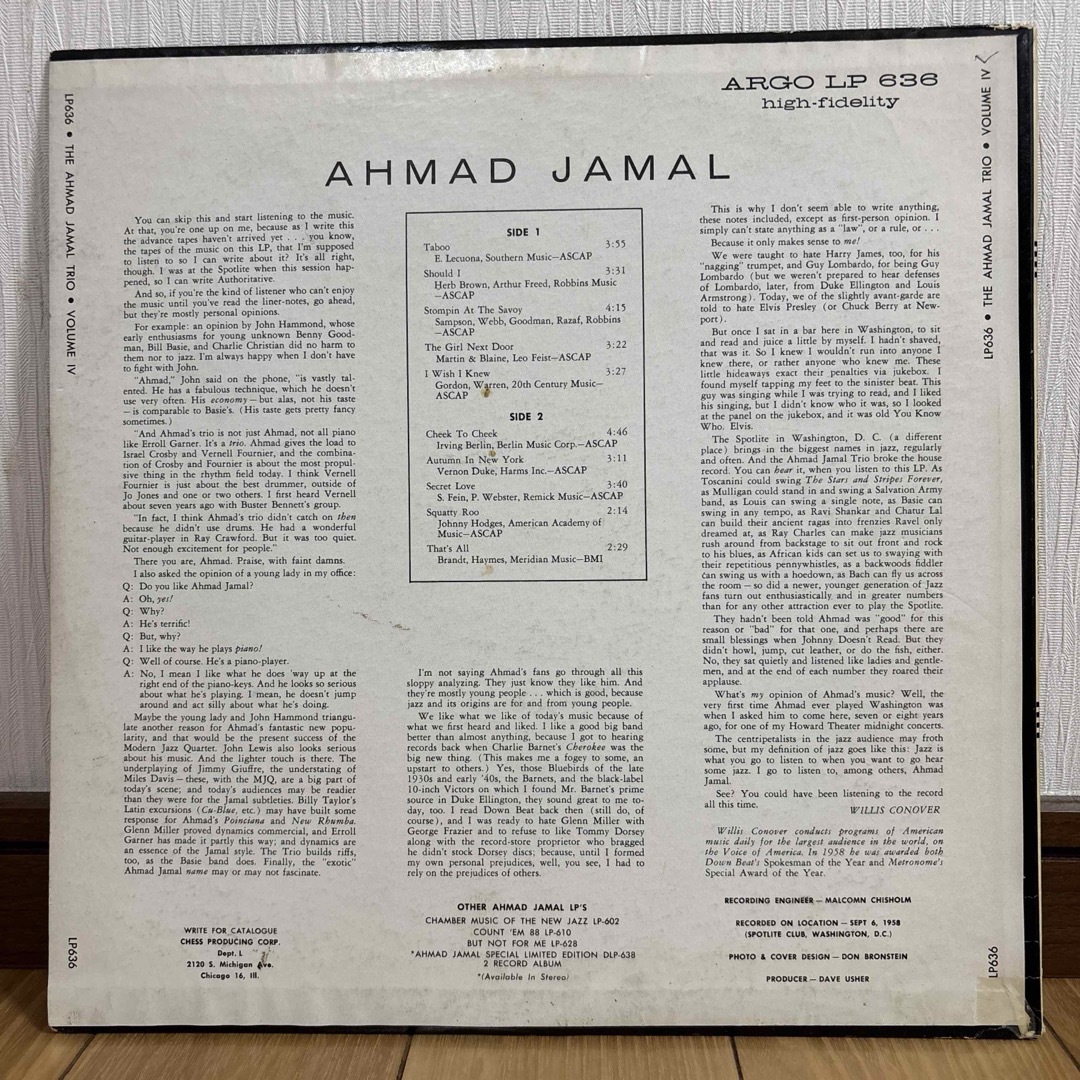 ARGO LP 636
high-fidelity
LP636 • THE AHMAD JAMAL TRIO • VOLUME IV
LP636
AHMAD JAMAL
You can skip this and start listening to the music.
At that, you're one up on me, because as I write this
the advance tapes haven't arrived yet . . . you know,
the tapes of the music on this LP, that I'm supposed
to listen to so I can write about it? It's all right,
though. I was at the Spotlite when this session hap-
pened, so I can write Authoritative.
And so, if you're the kind of listener who can't enjoy
the music until you've read the liner-notes, go ahead,
but they're mostly personal opinions.
For example: an opinion by John Hammond, whose
early enthusiasms for young unknown Benny Good-
man, Bill Basie, and Charlie Christian did no harm to
them nor to jazz. I'm always happy when I don't have
to fight with John.
"Ahmad," John said on the phone, "is vastly tal-
ented. He has a fabulous technique, which he doesn't
use very often. His economy — but alas, not his taste
— is comparable to Basie's. (His taste gets pretty fancy
sometimes.)
"And Ahmad's trio is not just Ahmad, not all piano
like Erroll Garner. It's a trio. Ahmad gives the load to
Israel Crosby and Vernell Fournier, and the combina-
tion of Crosby and Fournier is about the most propul-
sive thing in the rhythm field today. I think Vernell
Fournier is just about the best drummer, outside of
Jo Jones and one or two others. I first heard Vernell
about seven years ago with Buster Bennett's group.
"In fact, I think Ahmad's trio didn't catch on then
because he didn't use drums. He had a wonderful
guitar-player in Ray Crawford. But it was too quiet.
Not enough excitement for people."
There you are, Ahmad. Praise, with faint damns.
I also asked the opinion of a young lady in my office:
Q: Do you like Ahmad Jamal?
A: Oh, yes!
Q: Why?
A: He's terrific!
Q: But, why?
A: I like the way he plays piano!
Q: Well of course. He's a piano-player.
A: No, I mean I like what he does 'way up at the
right end of the piano-keys. And he looks so serious
about what he's playing. I mean, he doesn't jump
around and act silly about what he's doing.
Maybe the young lady and John Hammond triangu-
late another reason for Ahmad's fantastic new popu-
larity, and that would be the present success of the
Modern Jazz Quartet. John Lewis also looks serious
about his music. And the lighter touch is there. The
underplaying of Jimmy Giuffre, the understating of
Miles Davis — these, with the MJQ, are a big part of
today's scene; and today's audiences may be readier
than they were for the Jamal subtleties. Billy Taylor's
Latin excursions (Cu-Blue, etc.) may have built some
response for Ahmad's Poinciana and New Rhumba.
Glenn Miller proved dynamics commercial, and Erroll
Garner has made it partly this way; and dynamics are
an essence of the Jamal style. The Trio builds riffs,
too, as the Basie band does. Finally, the "exotic"
Ahmad Jamal name may or may not fascinate.
WRITE FOR CATALOGUE
CHESS PRODUCING CORP.
Dept. L
2120 S. Michigan Ave.
Chicago 16, Ill.
SIDE 1
Taboo 3:55
E. Lecuona, Southern Music—ASCAP
Should I 3:31
Herb Brown, Arthur Freed, Robbins Music
—ASCAP
Stompin At The Savoy 4:15
Sampson, Webb, Goodman, Razaf, Robbins
—ASCAP
The Girl Next Door 3:22
Martin & Blaine, Leo Feist—ASCAP
I Wish I Knew 3:27
Gordon, Warren, 20th Century Music—
ASCAP
SIDE 2
Cheek To Cheek 4:46
Irving Berlin, Berlin Music Corp.—ASCAP
Autumn In New York 3:11
Vernon Duke, Harms Inc.—ASCAP
Secret Love 3:40
S. Fein, P. Webster, Remick Music—ASCAP
Squatty Roo 2:14
Johnny Hodges, American Academy of
Music—ASCAP
That's All 2:29
Brandt, Haymes, Meridian Music—BMI
I'm not saying Ahmad's fans go through all this
sloppy analyzing. They just know they like him. And
they're mostly young people . . . which is good, because
jazz and its origins are for and from young people.
We like what we like of today's music because of
what we first heard and liked. I like a good big band
better than almost anything, because I got to hearing
records back when Charlie Barnet's Cherokee was the
big new thing. (This makes me a fogey to some, an
upstart to others.) Yes, those Bluebirds of the late
1930s and early '40s, the Barnets, and the black-label
10-inch Victors on which I found Mr. Barnet's prime
source in Duke Ellington, they sound great to me to-
day, too. I read Down Beat back then (still do, of
course), and I was ready to hate Glenn Miller with
George Frazier and to refuse to like Tommy Dorsey
along with the record-store proprietor who bragged
he didn't stock Dorsey discs; because, until I formed
my own personal prejudices, well, you see, I had to
rely on the prejudices of others.
OTHER AHMAD JAMAL LP'S
CHAMBER MUSIC OF THE NEW JAZZ LP-602
COUNT 'EM 88 LP-610
BUT NOT FOR ME LP-628
*AHMAD JAMAL SPECIAL LIMITED EDITION DLP-638
2 RECORD ALBUM
*(Available In Stereo)
This is why I don't seem able to write anything,
these notes included, except as first-person opinion. I
simply can't state anything as a "law", or a rule, or . . .
Because it only makes sense to me!
We were taught to hate Harry James, too, for his
"nagging" trumpet, and Guy Lombardo, for being Guy
Lombardo (but we weren't prepared to hear defenses
of Lombardo, later, from Duke Ellington and Louis
Armstrong). Today, we of the slightly avant-garde are
told to hate Elvis Presley (or Chuck Berry at New-
port).
But once I sat in a bar here in Washington, to sit
and read and juice a little by myself. I hadn't shaved,
that was it. So I knew I wouldn't run into anyone I
knew there, or rather anyone who knew me. These
little hideaways exact their penalties via jukebox. I
found myself tapping my feet to the sinister beat. This
guy was singing while I was trying to read, and I liked
his singing, but I didn't know who it was, so I looked
at the panel on the jukebox, and it was old You Know
Who. Elvis.
The Spotlite in Washington, D. C. (a different
place) brings in the biggest names in jazz, regularly
and often. And the Ahmad Jamal Trio broke the house
record. You can hear it, when you listen to this LP. As
Toscanini could swing The Stars and Stripes Forever,
as Mulligan could stand in and swing a Salvation Army
band, as Louis can swing a single note, as Basie can
swing in any tempo, as Ravi Shankar and Chatur Lal
can build their ancient ragas into frenzies Ravel only
dreamed at, as Ray Charles can make jazz musicians
rush around from backstage to sit out front and rock
to his blues, as African kids can set us to swaying with
their repetitious pennywhistles, as a backwoods fiddler
can swing us with a hoedown, as Bach can fly us across
the room — so did a newer, younger generation of Jazz
fans turn out enthusiastically and in greater numbers
than for any other attraction ever to play the Spotlite.
They hadn't been told Ahmad was "good" for this
reason or "bad" for that one, and perhaps there are
small blessings when Johnny Doesn't Read. But they
didn't howl, jump, cut leather, or do the fish, either.
No, they sat quietly and listened like ladies and gentle-
men, and at the end of each number they roared their
applause.
What's my opinion of Ahmad's music? Well, the
very first time Ahmad ever played Washington was
when I asked him to come here, seven or eight years
ago, for one of my Howard Theater midnight concerts.
The centripetalists in the jazz audience may froth
some, but my definition of jazz goes like this: Jazz is
what you go to listen to when you want to go hear
some jazz. I go to listen to, among others, Ahmad
Jamal.
See? You could have been listening to the record
all this time.
WILLIS CONOVER
Willis Conover conducts programs of American
music daily for the largest audience in the world, on
the Voice of America. In 1958 he was awarded both
Down Beat's Spokesman of the Year and Metronome's
Special Award of the Year.
RECORDING ENGINEER — MALCOMN CHISHOLM
RECORDED ON LOCATION — SEPT 6, 1958
(SPOTLITE CLUB, WASHINGTON, D.C.)
PHOTO & COVER DESIGN — DON BRONSTEIN
PRODUCER — DAVE USHER
LP636 • THE AHMAD JAMAL TRIO • VOLUME IV
LP636